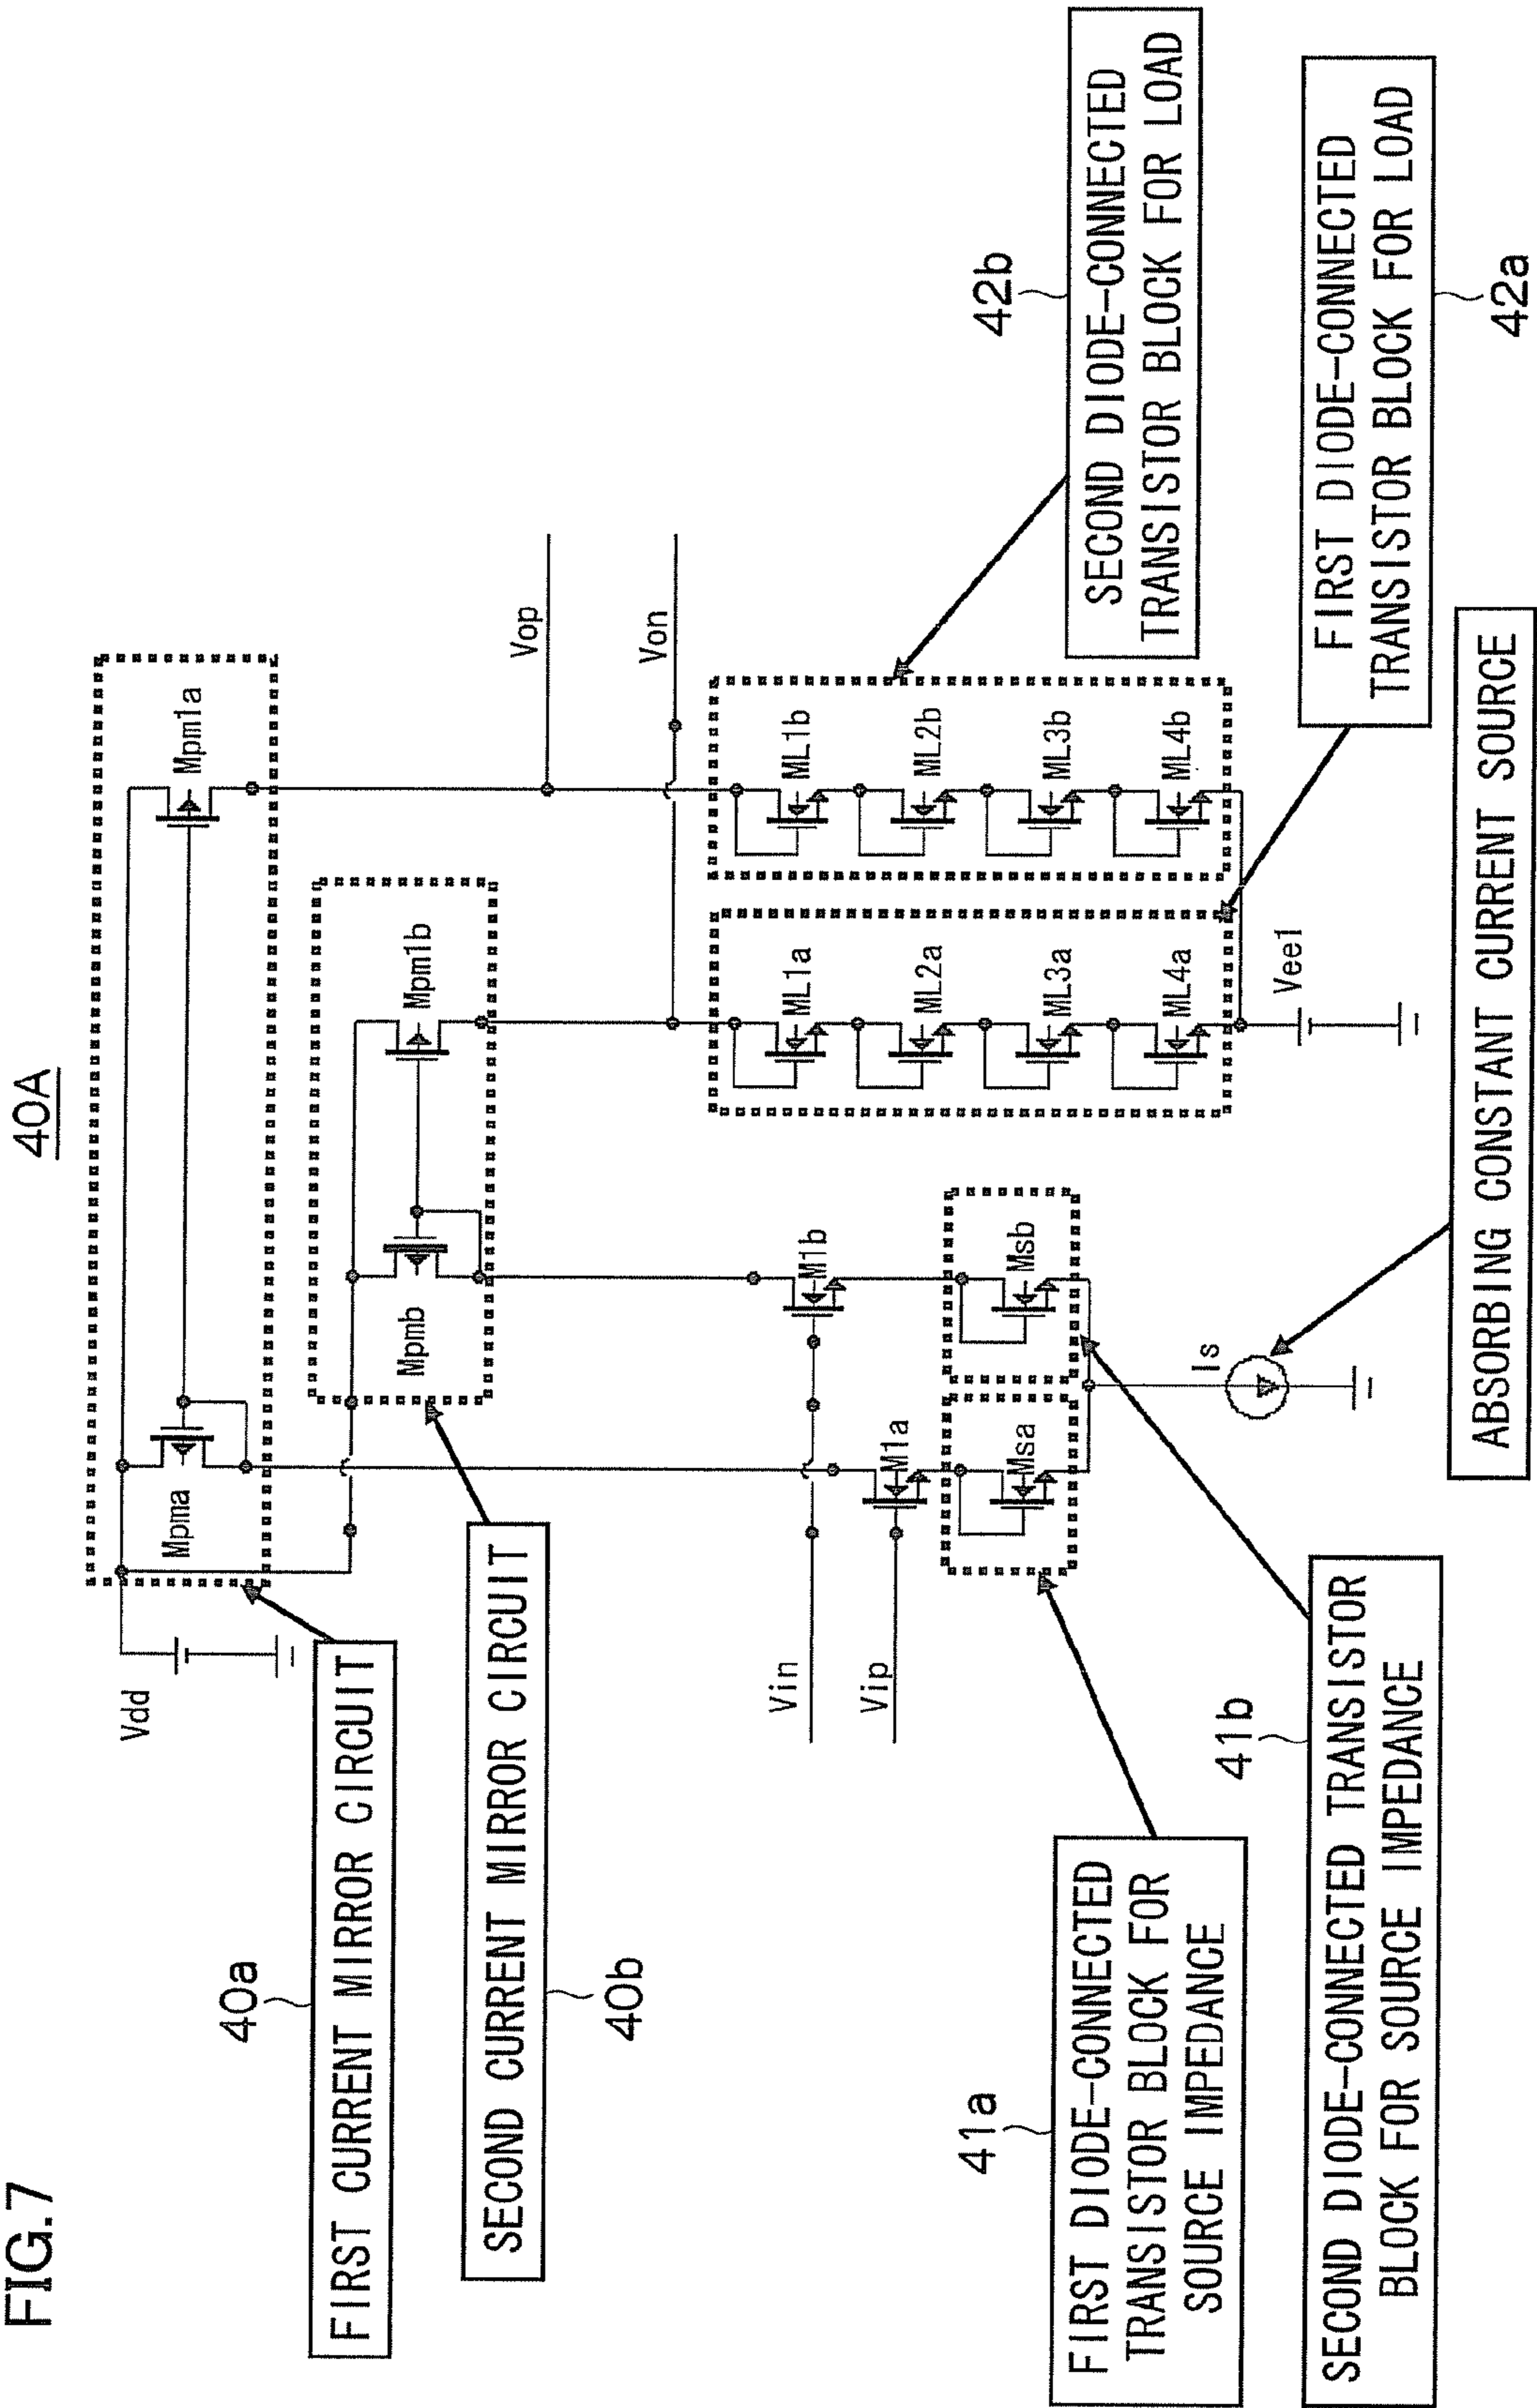 FIG.7
40A
40a
FIRST CURRENT MIRROR CIRCUIT
SECOND CURRENT MIRROR CIRCUIT
40b
Vdd
Mpma
Mpm1a
Mpmb
Mpm1b
Vop
Von
Vin
Vip
M1a
M1b
Msa
Msb
Is
ML1a
ML2a
ML3a
ML4a
ML1b
ML2b
ML3b
ML4b
Vee1
41a
FIRST DIODE-CONNECTED
TRANSISTOR BLOCK FOR
SOURCE IMPEDANCE
41b
SECOND DIODE-CONNECTED TRANSISTOR
BLOCK FOR SOURCE IMPEDANCE
ABSORBING CONSTANT CURRENT SOURCE
42b
SECOND DIODE-CONNECTED
TRANSISTOR BLOCK FOR LOAD
FIRST DIODE-CONNECTED
TRANSISTOR BLOCK FOR LOAD
42a